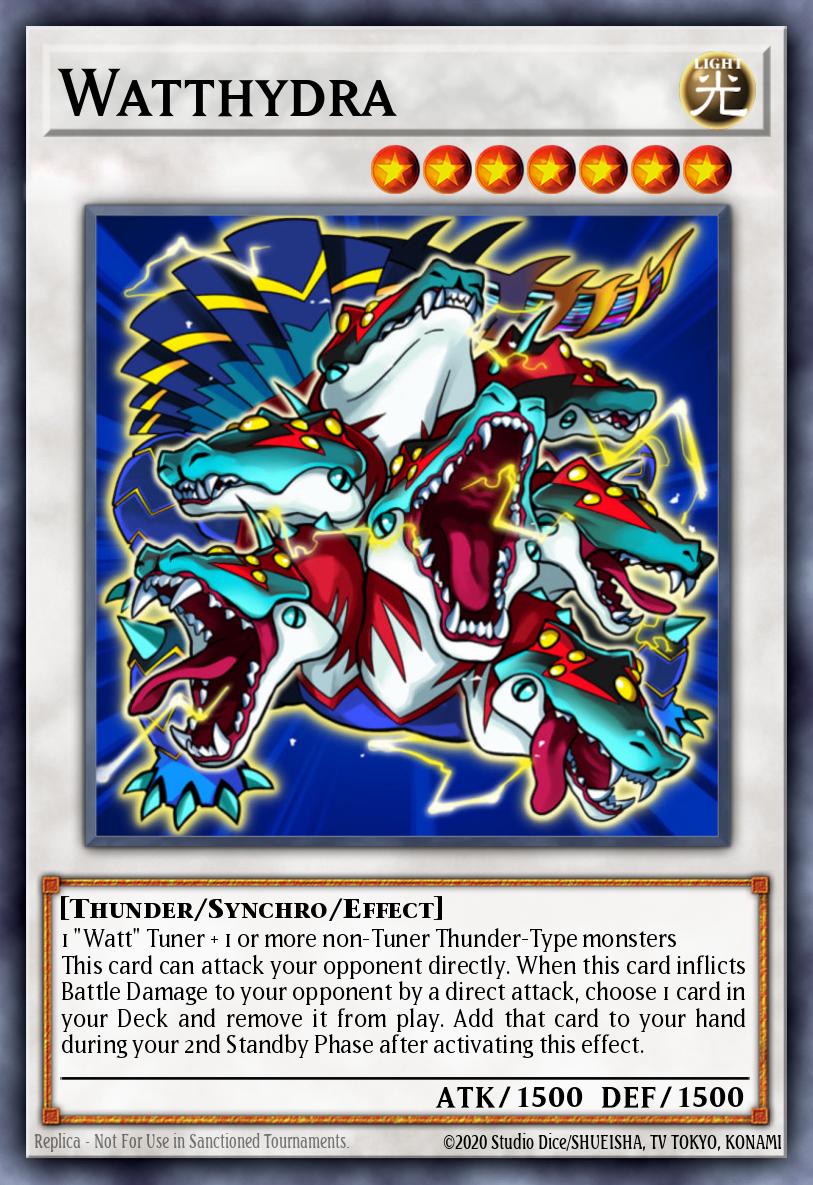 Watthydra
LIGHT
光
[Thunder/Synchro/Effect]
1 "Watt" Tuner + 1 or more non-Tuner Thunder-Type monsters
This card can attack your opponent directly. When this card inflicts
Battle Damage to your opponent by a direct attack, choose 1 card in
your Deck and remove it from play. Add that card to your hand
during your 2nd Standby Phase after activating this effect.
ATK/1500 DEF/1500
Replica - Not For Use in Sanctioned Tournaments.
©2020 Studio Dice/SHUEISHA, TV TOKYO, KONAMI